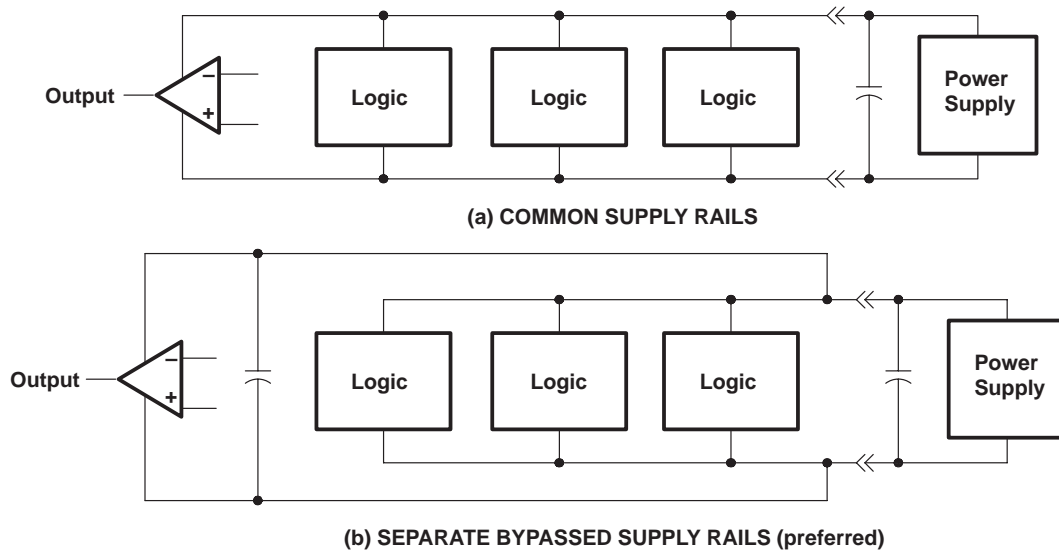 Output
−
+
Logic
Logic
Logic
Power
Supply
(a) COMMON SUPPLY RAILS
Output
−
+
Logic
Logic
Logic
Power
Supply
(b) SEPARATE BYPASSED SUPPLY RAILS (preferred)